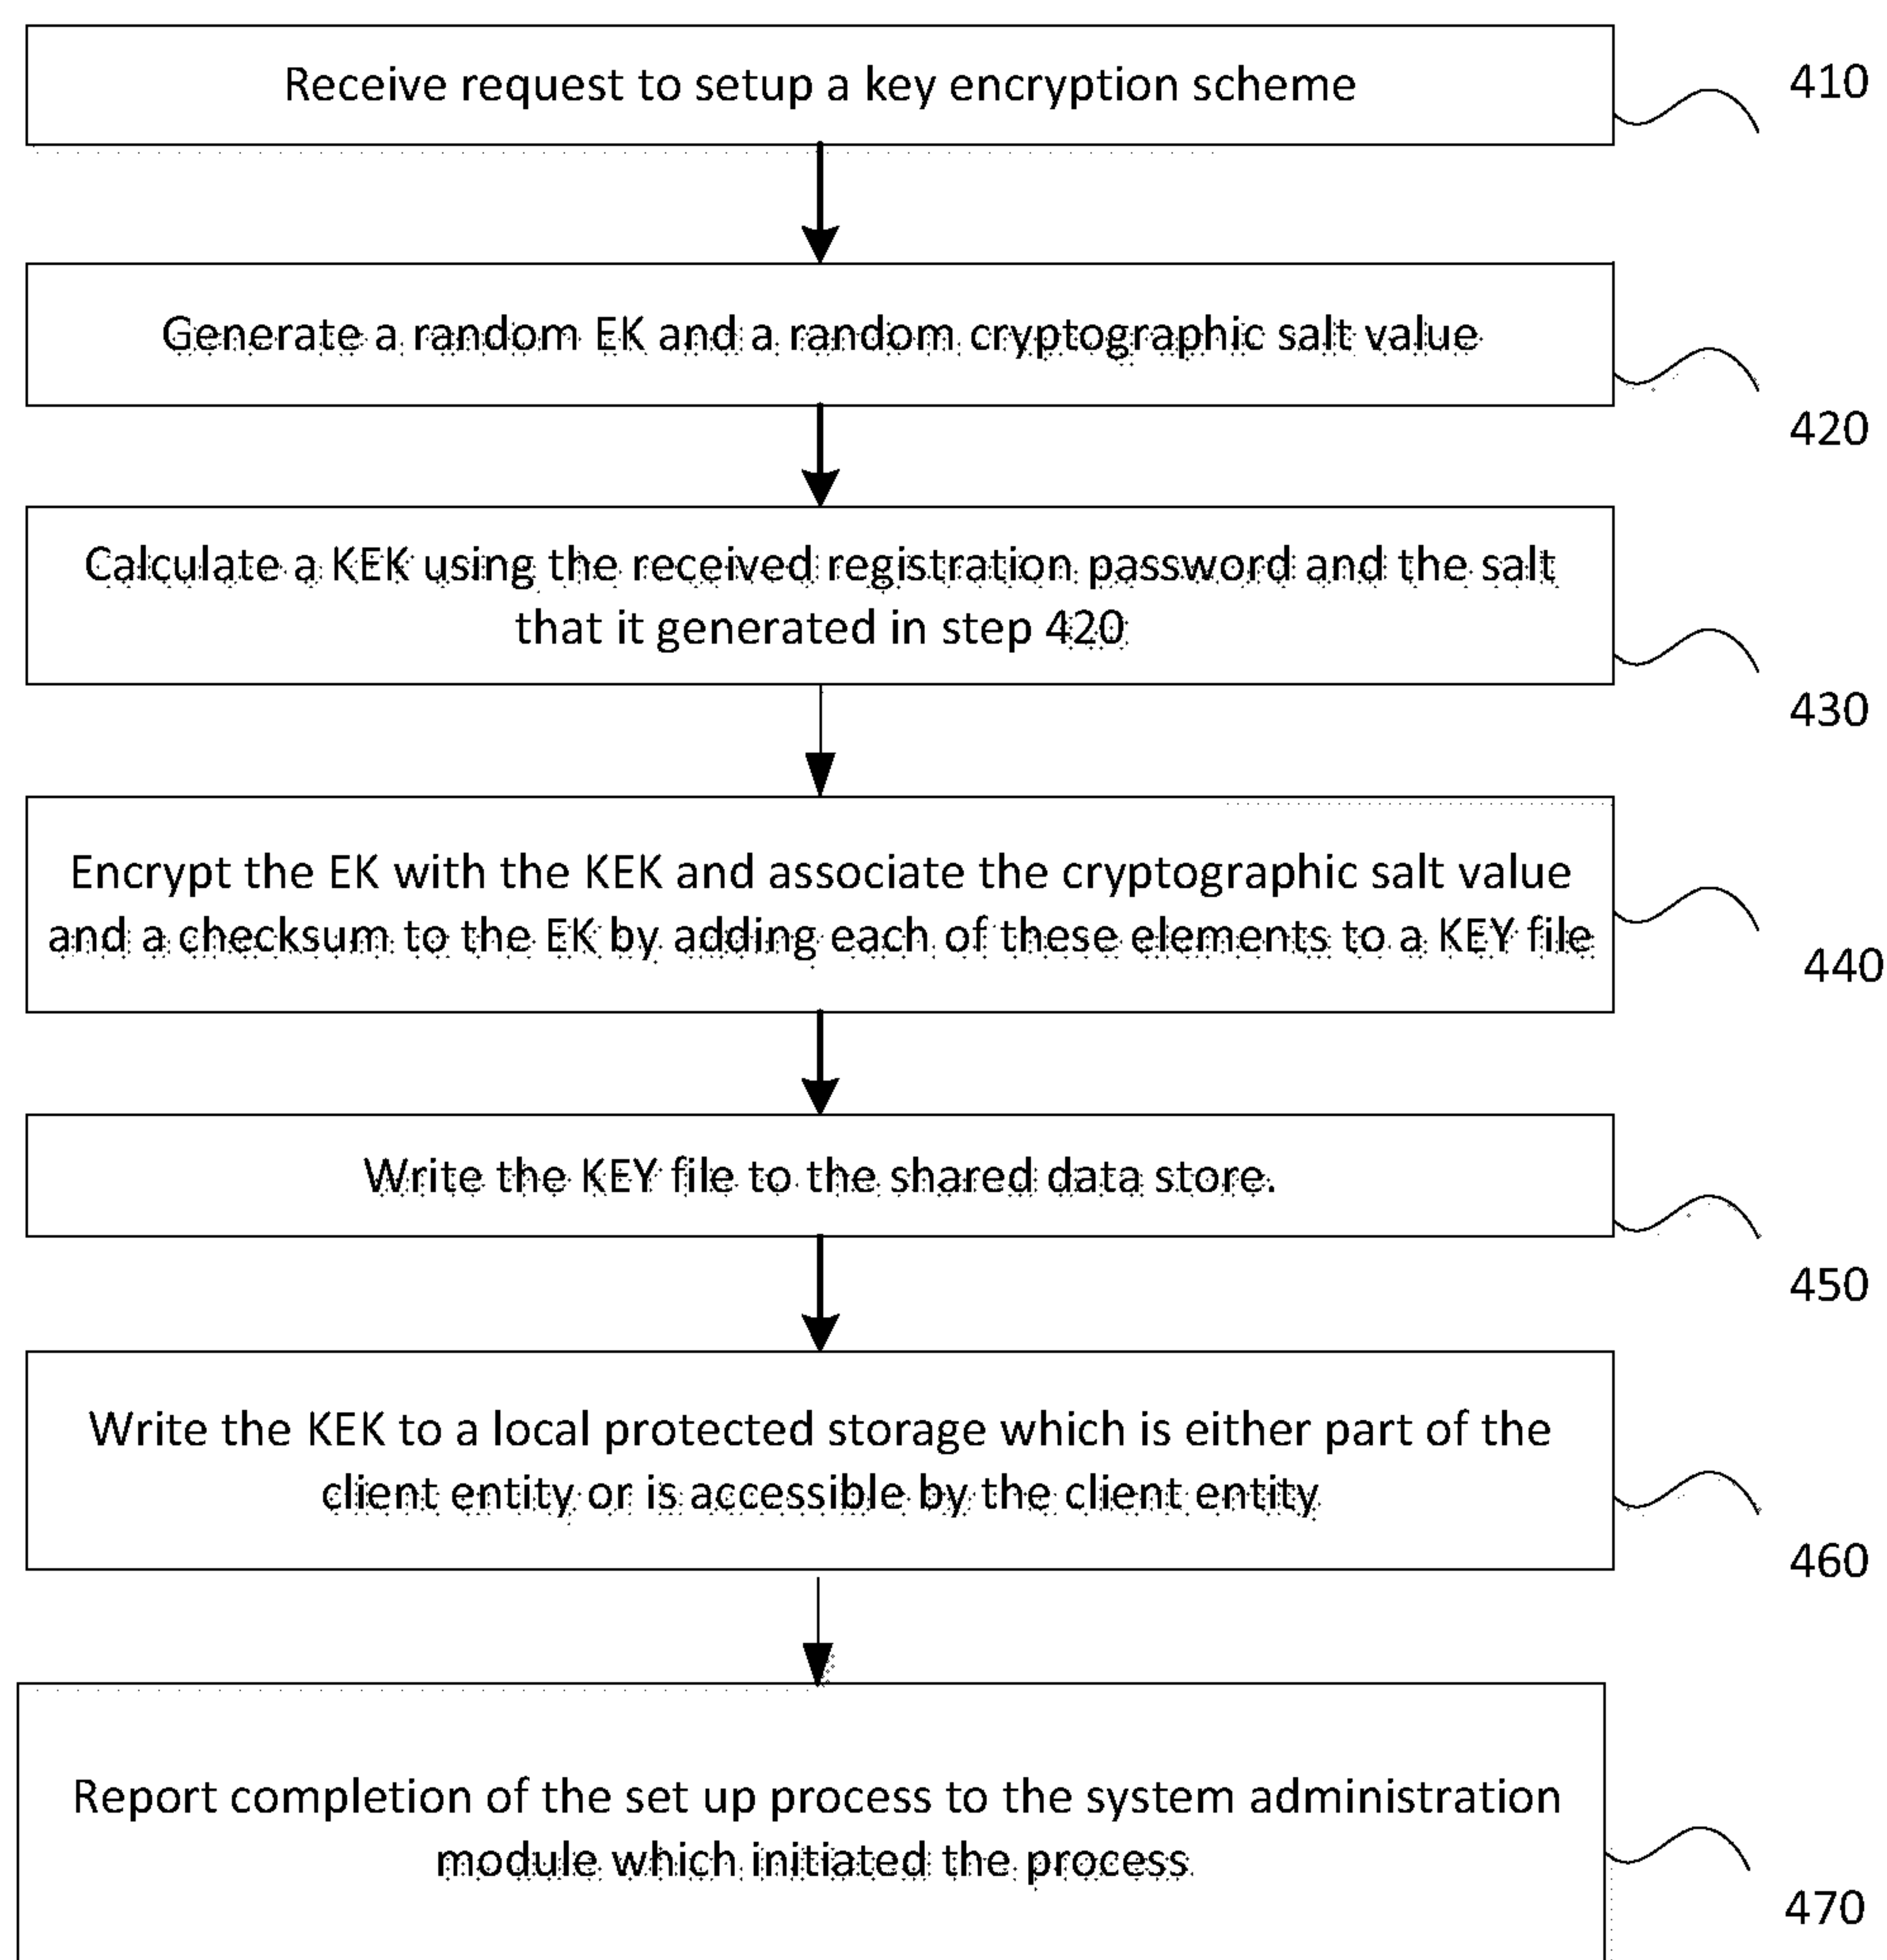 Receive request to setup a key encryption scheme
410
Generate a random EK and a random cryptographic salt value
420
Calculate a KEK using the received registration password and the salt
that it generated in step 420
430
Encrypt the EK with the KEK and associate the cryptographic salt value
and a checksum to the EK by adding each of these elements to a KEY file
440
Write the KEY file to the shared data store.
450
Write the KEK to a local protected storage which is either part of the
client entity or is accessible by the client entity
460
Report completion of the set up process to the system administration
module which initiated the process
470